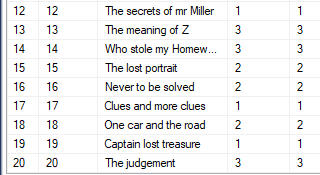 12 12 The secrets of mr Miller 1 1
13 13 The meaning of Z 3 3
14 14 Who stole my Homew... 3 3
15 15 The lost portrait 2 2
16 16 Never to be solved 2 2
17 17 Clues and more clues 1 1
18 18 One car and the road 2 2
19 19 Captain lost treasure 1 1
20 20 The judgement 3 3